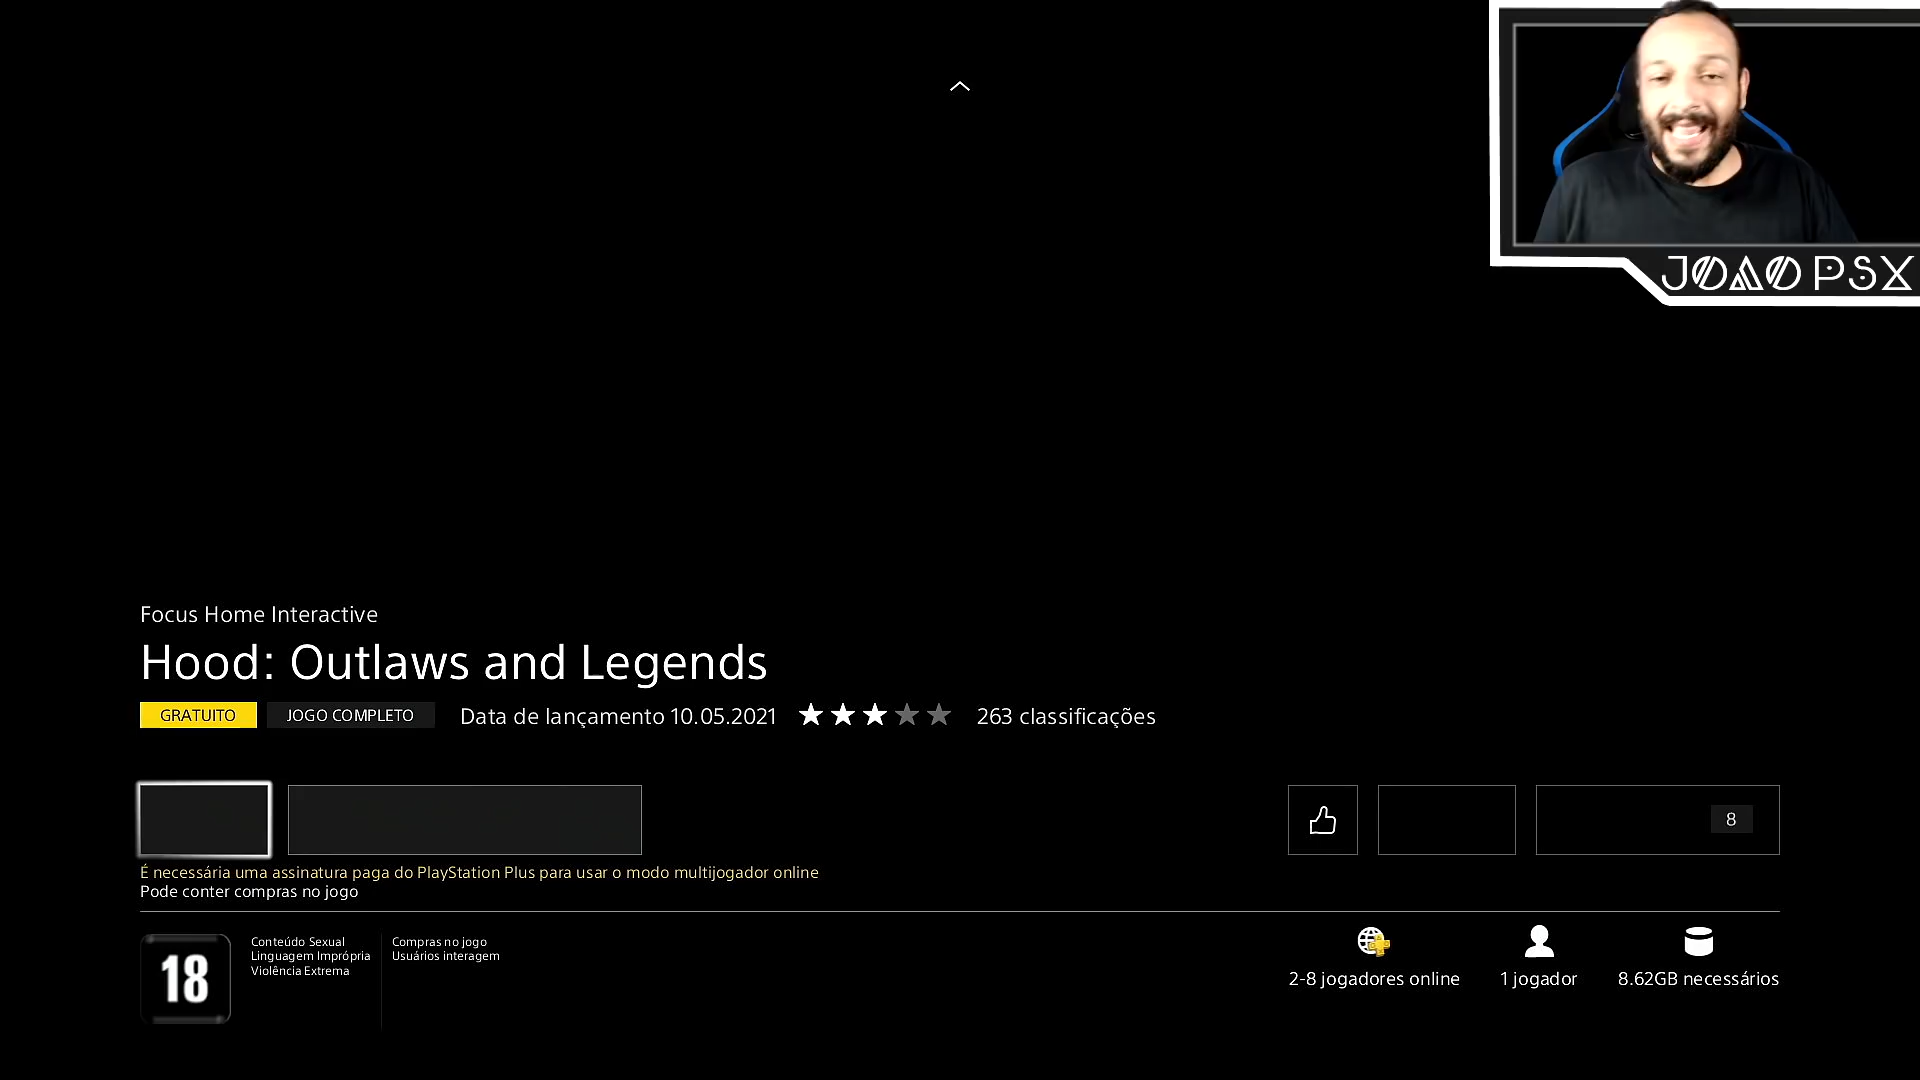 JOAO PSX
Focus Home Interactive
Hood: Outlaws and Legends
GRATUITO
JOGO COMPLETO
Data de lançamento 10.05.2021
263 classificações
8
É necessária uma assinatura paga do PlayStation Plus para usar o modo multijogador online
Pode conter compras no jogo
18
Conteúdo Sexual
Linguagem Imprópria
Violência Extrema
Compras no jogo
Usuários interagem
2-8 jogadores online
1 jogador
8.62GB necessários